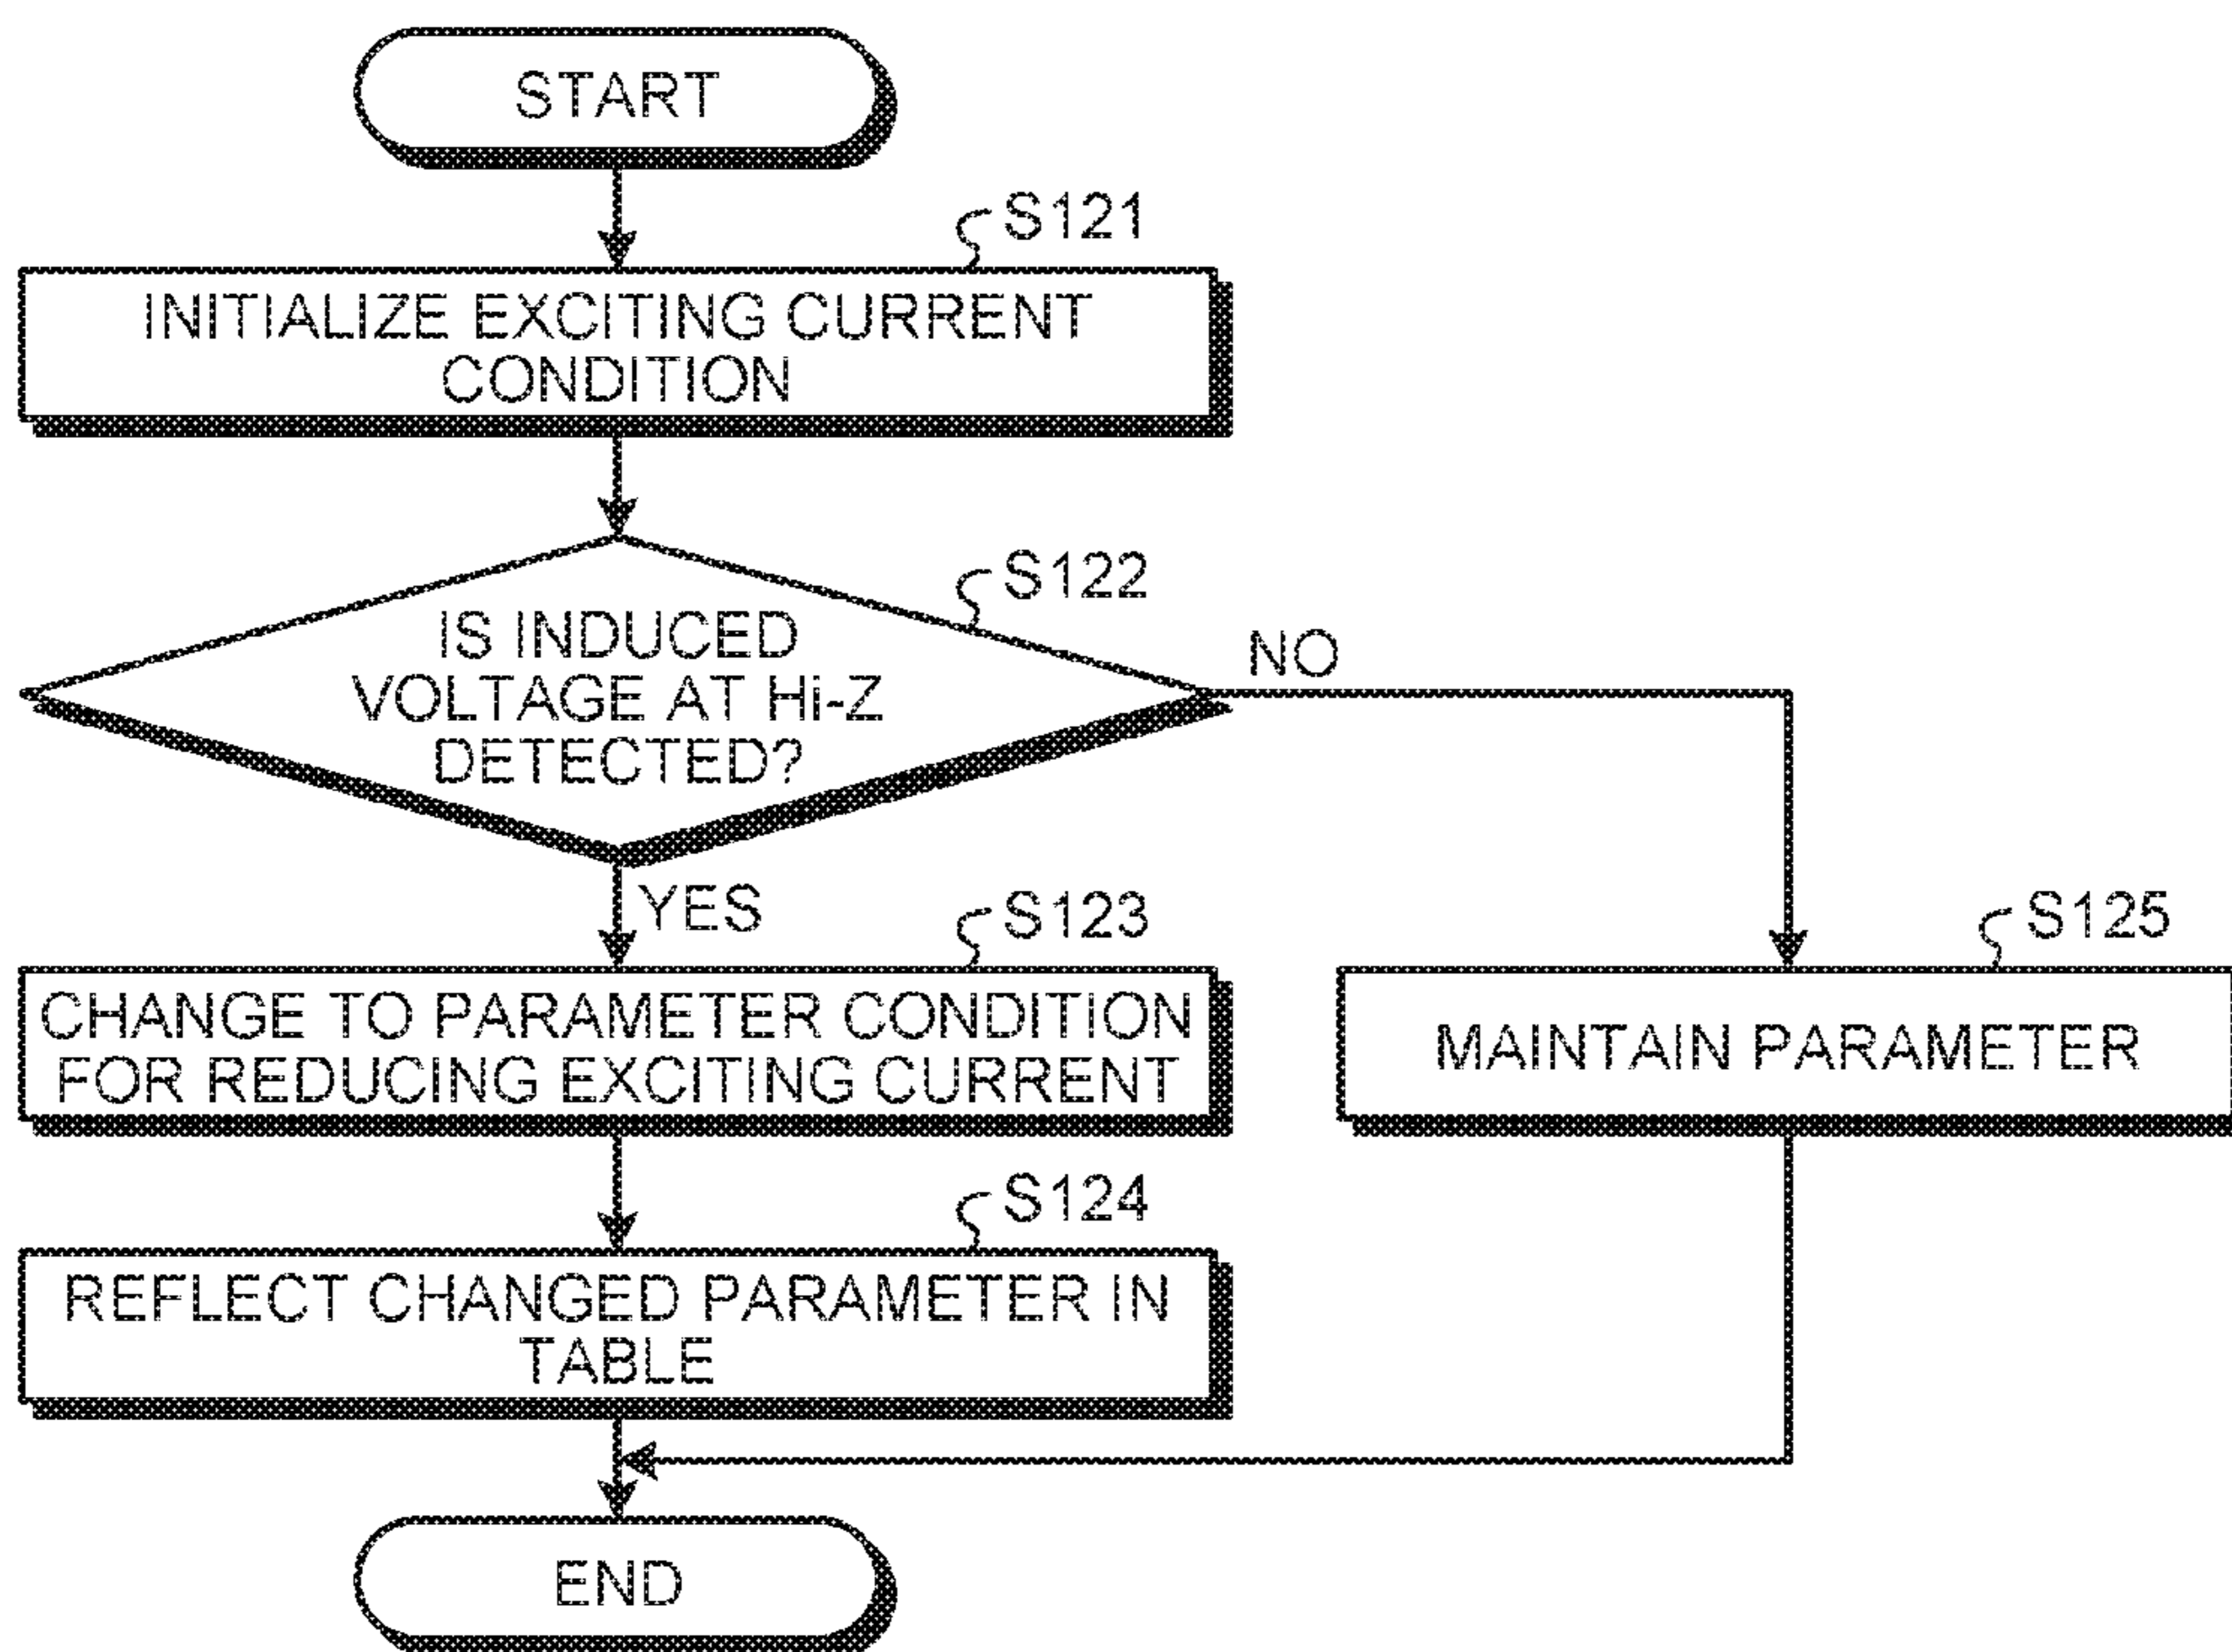 START
S121
INITIALIZE EXCITING CURRENT
CONDITION
S122
IS INDUCED
VOLTAGE AT Hi-Z
DETECTED?
NO
YES
S123
CHANGE TO PARAMETER CONDITION
FOR REDUCING EXCITING CURRENT
S125
MAINTAIN PARAMETER
S124
REFLECT CHANGED PARAMETER IN
TABLE
END